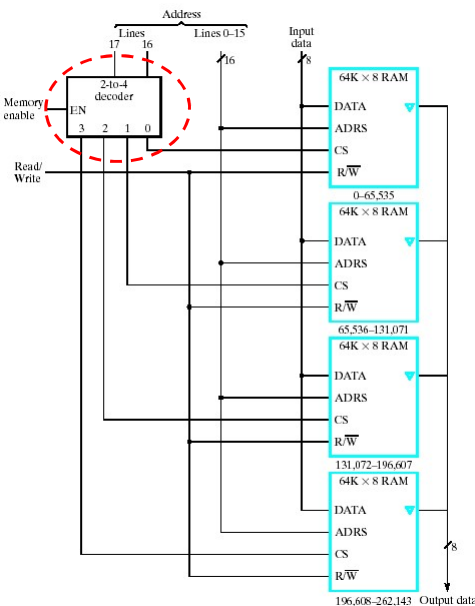 Address
Lines
17 16
Lines 0–15
16
Input
data
8
2-to-4
decoder
Memory
enable
EN
3 2 1 0
Read/
Write
64K × 8 RAM
DATA
ADRS
CS
R/W̅
0–65,535
64K × 8 RAM
DATA
ADRS
CS
R/W̅
65,536–131,071
64K × 8 RAM
DATA
ADRS
CS
R/W̅
131,072–196,607
64K × 8 RAM
DATA
ADRS
CS
R/W̅
8
196,608–262,143
Output data